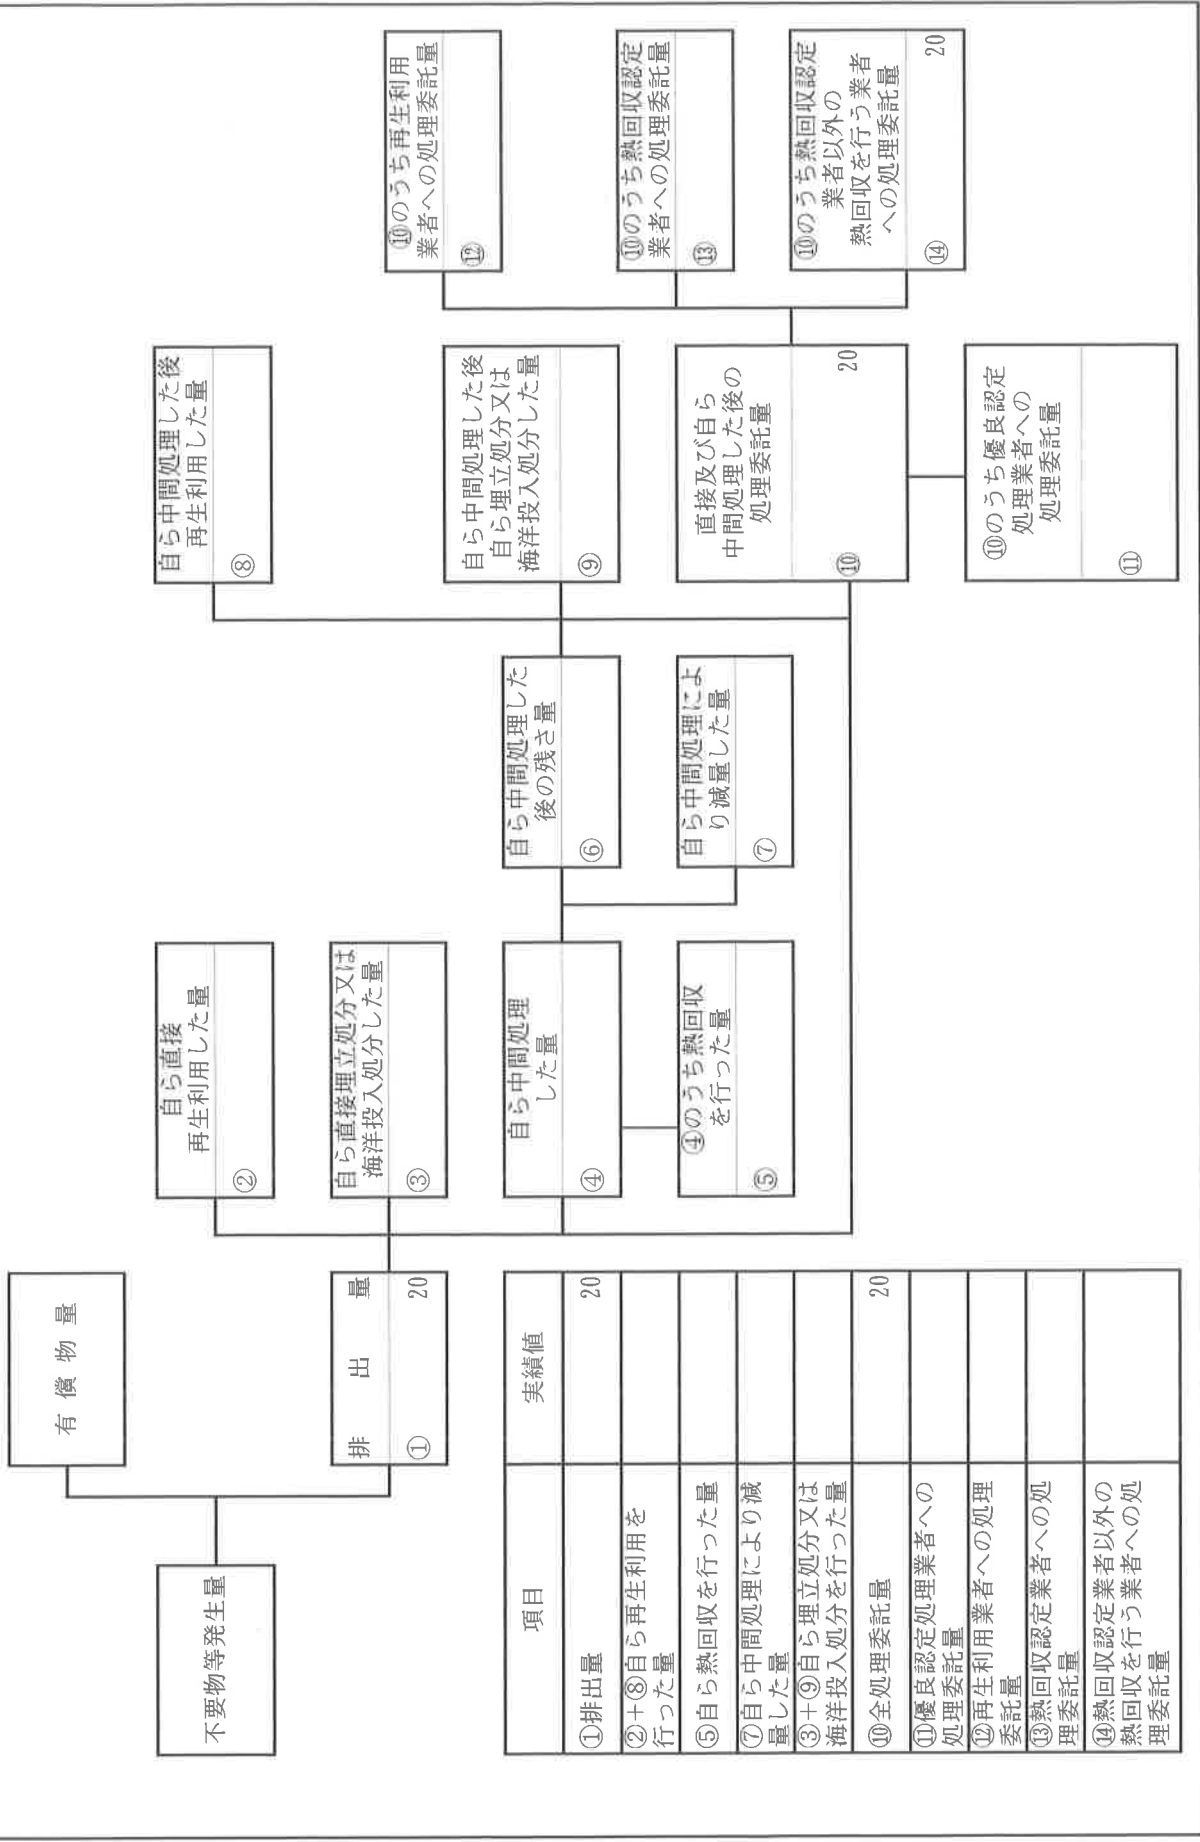 不要物等発生量
有償物量
排出量
① 20
自ら直接
再生利用した量
②
自ら直接埋立処分又は
海洋投入処分した量
③
自ら中間処理
した量
④
④のうち熱回収
を行った量
⑤
自ら中間処理した
後の残さ量
⑥
自ら中間処理によ
り減量した量
⑦
自ら中間処理した後
再生利用した量
⑧
自ら中間処理した後
自ら埋立処分又は
海洋投入処分した量
⑨
直接及び自ら
中間処理した後の
処理委託量
⑩ 20
⑩のうち優良認定
処理業者への
処理委託量
⑪
⑩のうち再生利用
業者への処理委託量
⑫
⑩のうち熱回収認定
業者への処理委託量
⑬
⑩のうち熱回収認定
業者以外の
熱回収を行う業者
への処理委託量
⑭ 20
項目 実績値
①排出量 20
②+⑧自ら再生利用を
行った量
⑤自ら熱回収を行った量
⑦自ら中間処理により減
量した量
③+⑨自ら埋立処分又は
海洋投入処分を行った量
⑩全処理委託量 20
⑪優良認定処理業者への
処理委託量
⑫再生利用業者への処理
委託量
⑬熱回収認定業者への処
理委託量
⑭熱回収認定業者以外の
熱回収を行う業者への処
理委託量